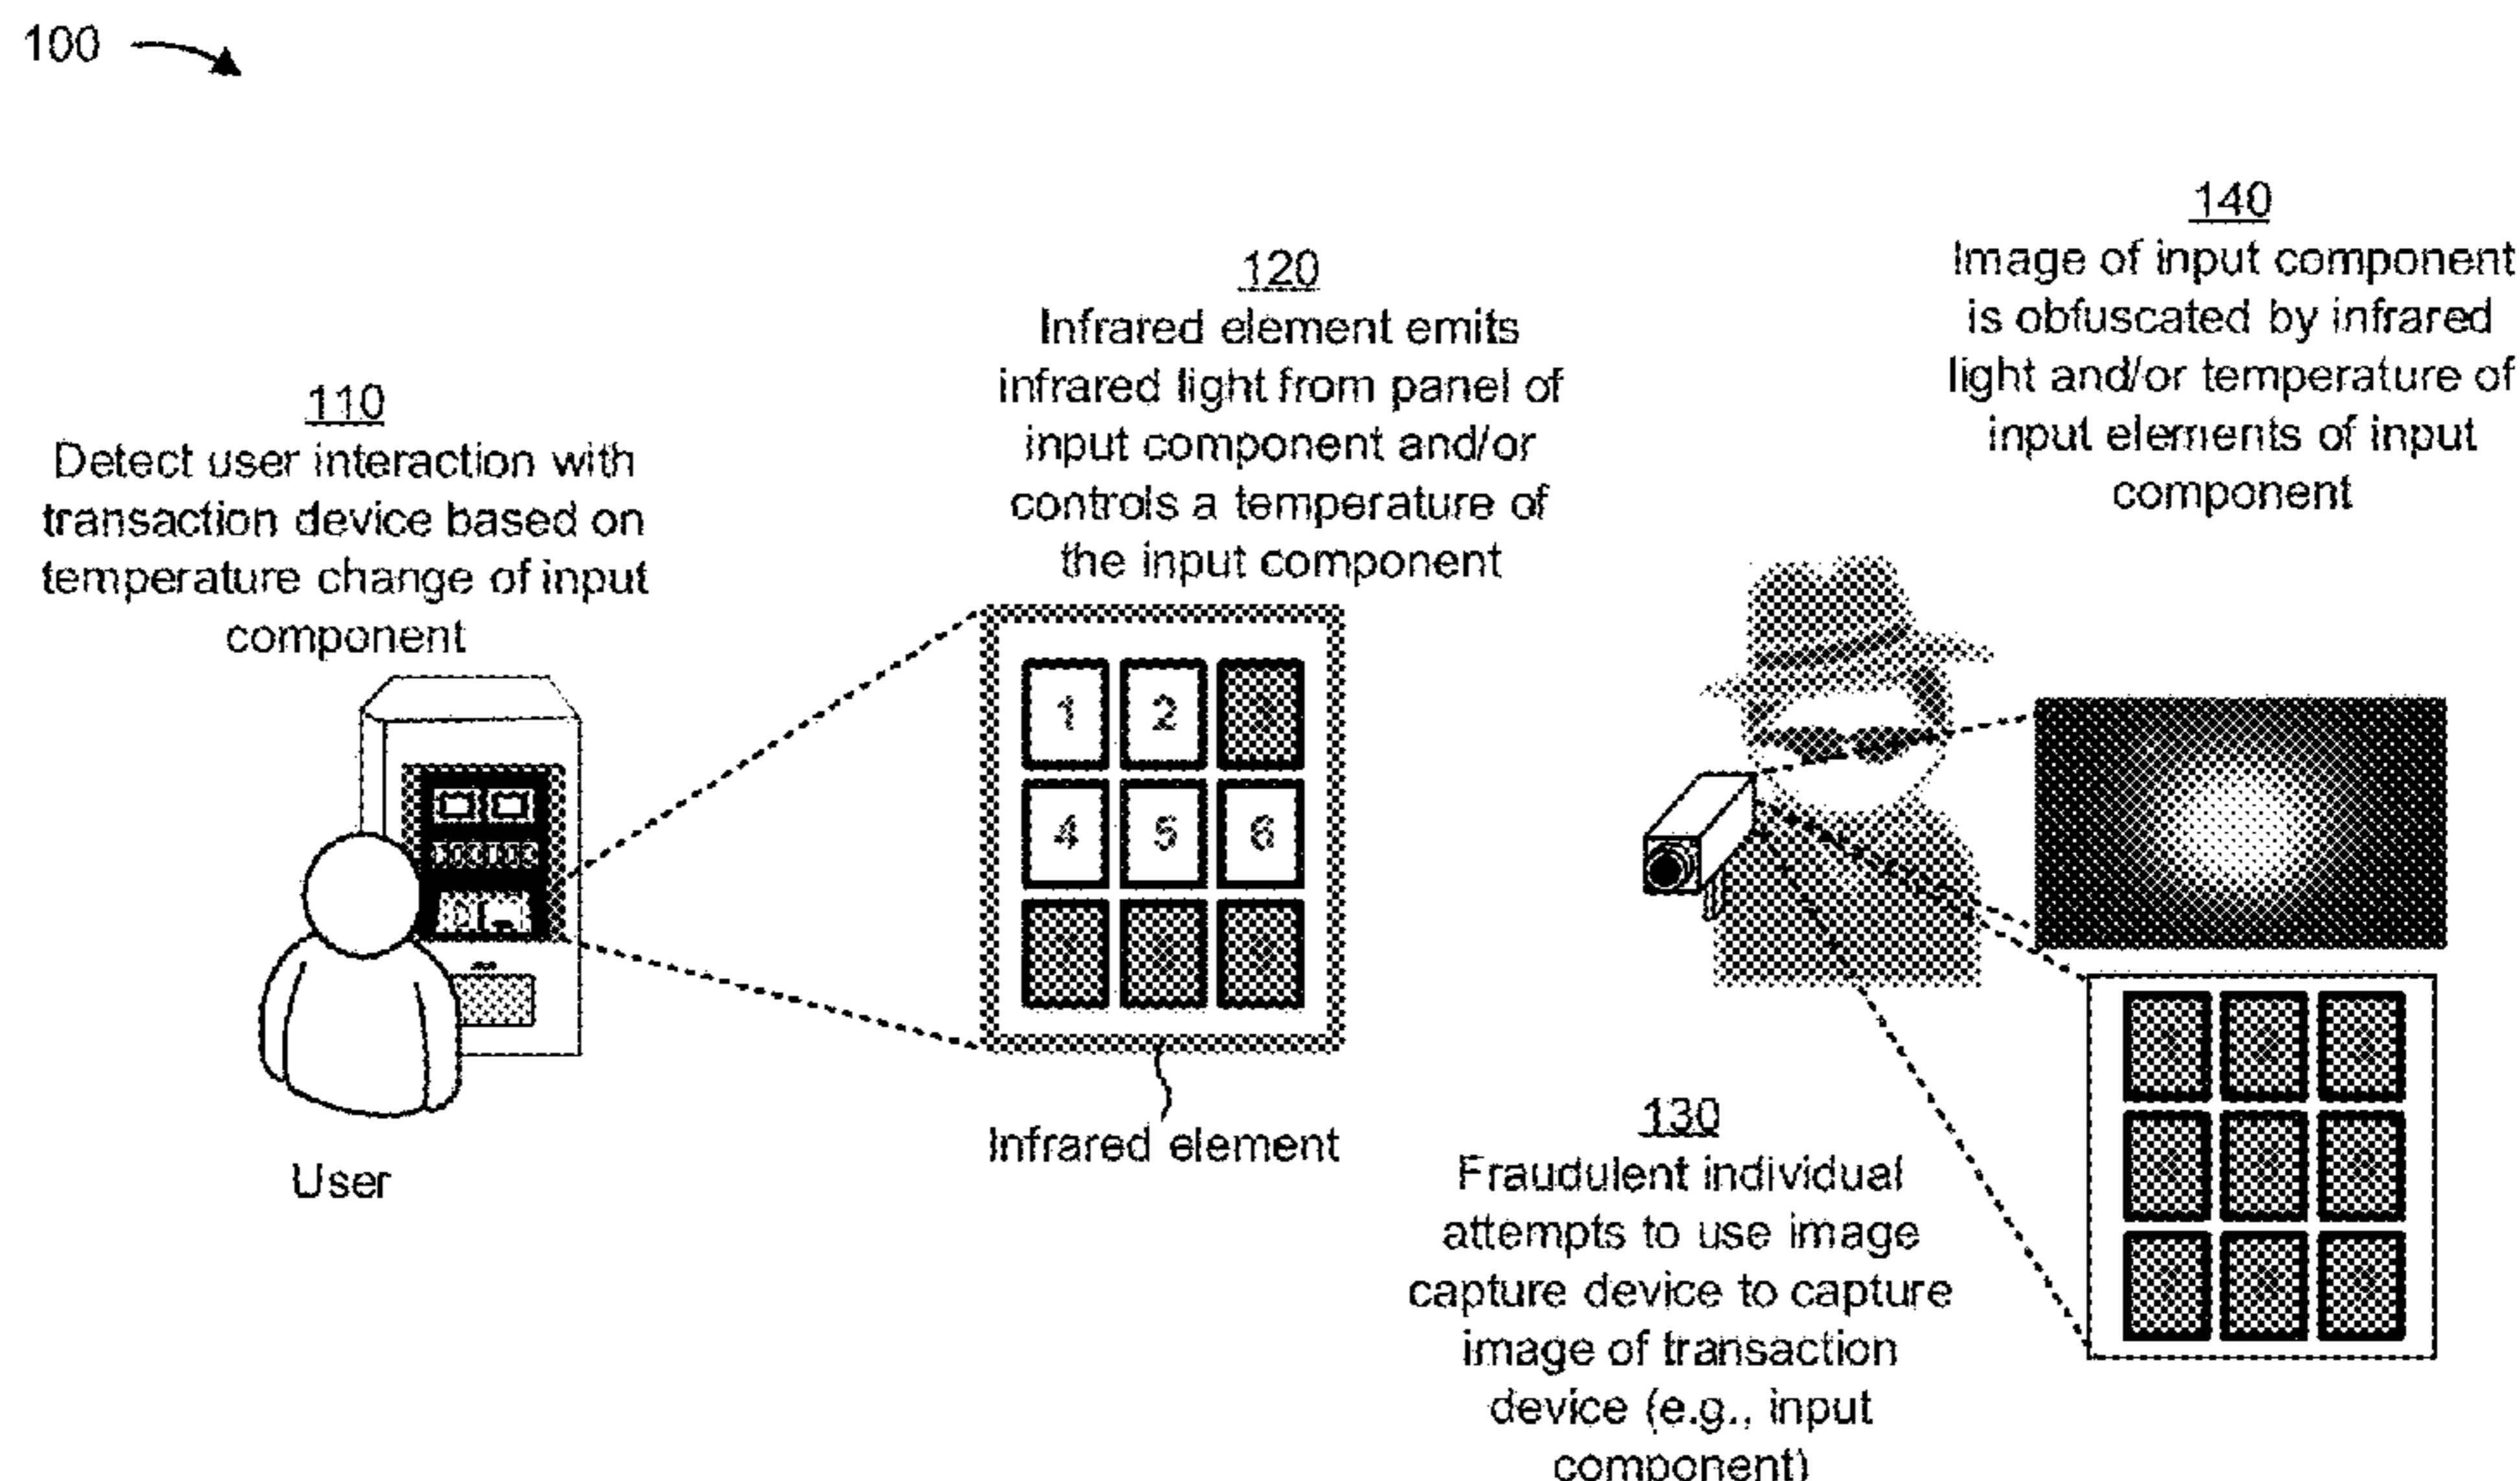 100
110
Detect user interaction with
transaction device based on
temperature change of input
component
User
120
Infrared element emits
infrared light from panel of
input component and/or
controls a temperature of
the input component
1 2
4 5 6
Infrared element
130
Fraudulent individual
attempts to use image
capture device to capture
image of transaction
device (e.g., input
component)
140
Image of input component
is obfuscated by infrared
light and/or temperature of
input elements of input
component